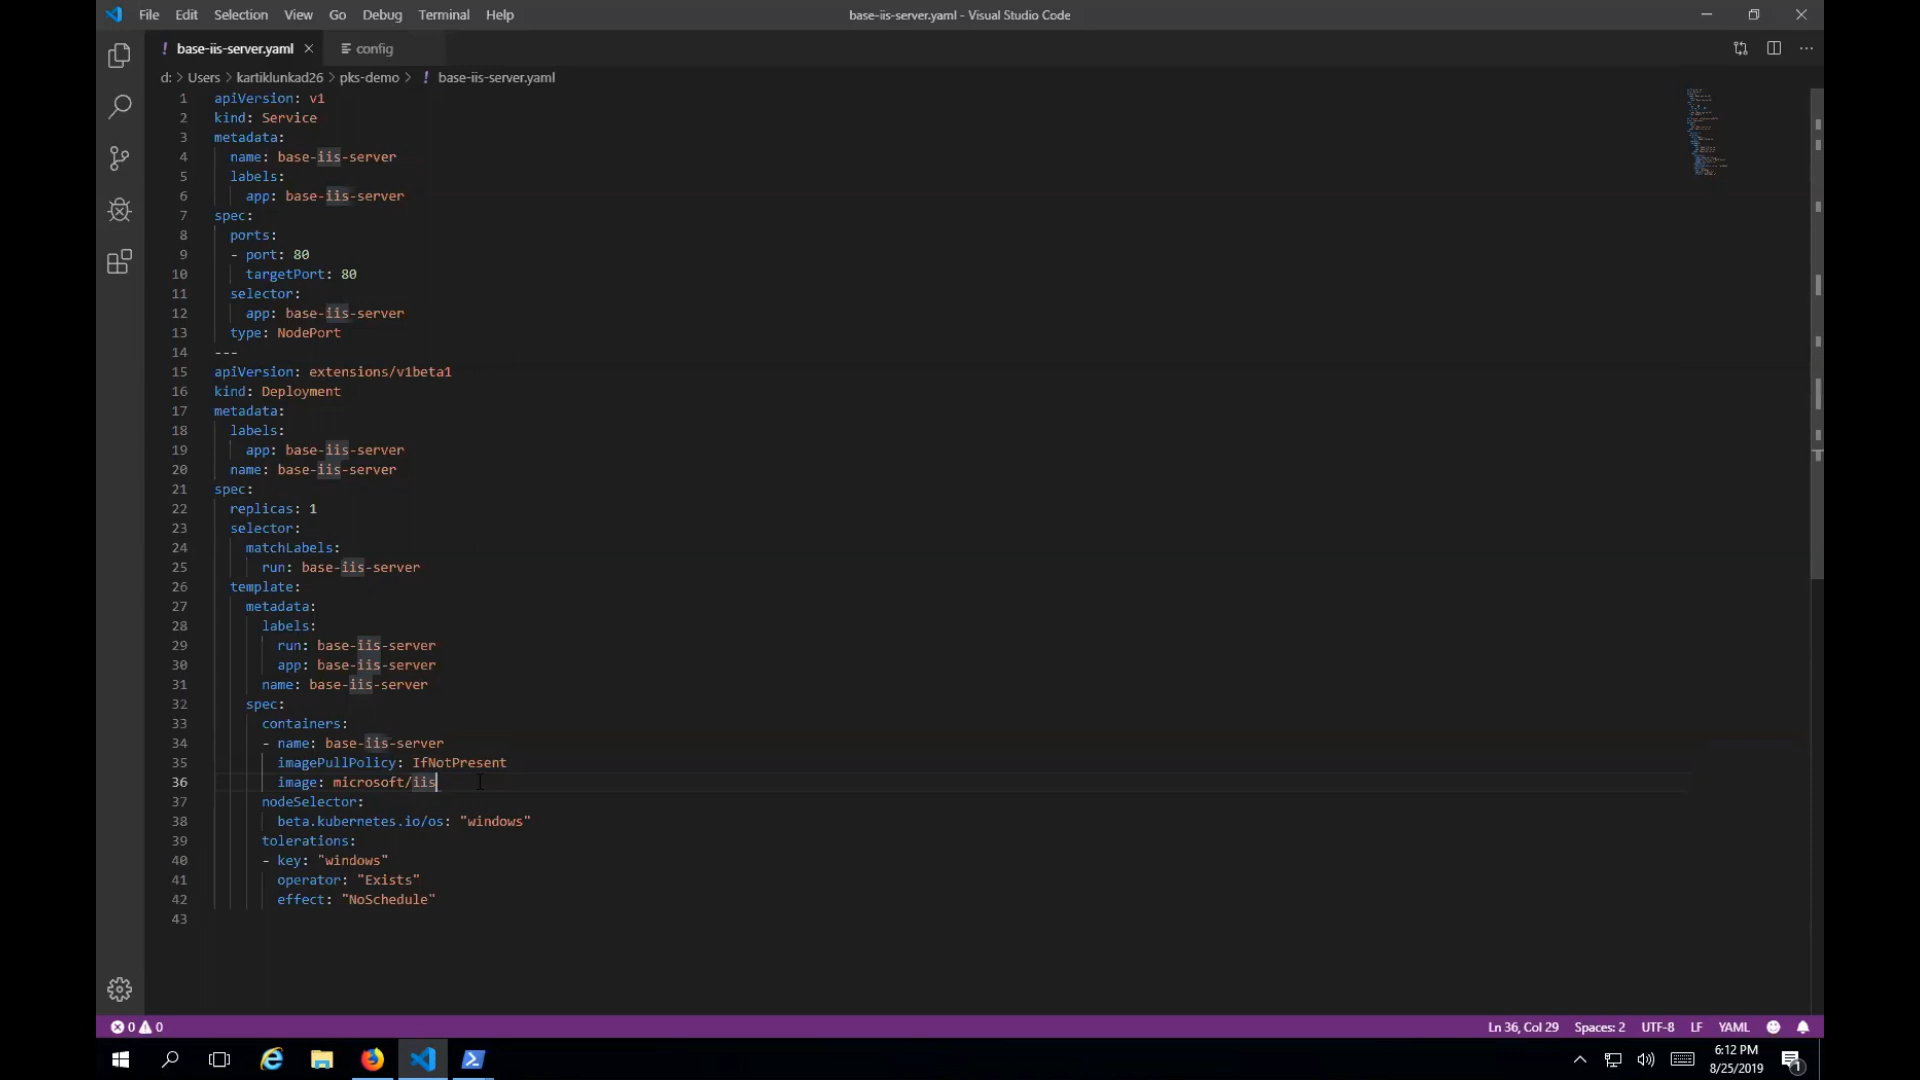 File Edit Selection View Go Debug Terminal Help
base-iis-server.yaml - Visual Studio Code
! base-iis-server.yaml × config
d: > Users > kartiklunkad26 > pks-demo > ! base-iis-server.yaml
1 apiVersion: v1
2 kind: Service
3 metadata:
4 name: base-iis-server
5 labels:
6 app: base-iis-server
7 spec:
8 ports:
9 - port: 80
10 targetPort: 80
11 selector:
12 app: base-iis-server
13 type: NodePort
14 ---
15 apiVersion: extensions/v1beta1
16 kind: Deployment
17 metadata:
18 labels:
19 app: base-iis-server
20 name: base-iis-server
21 spec:
22 replicas: 1
23 selector:
24 matchLabels:
25 run: base-iis-server
26 template:
27 metadata:
28 labels:
29 run: base-iis-server
30 app: base-iis-server
31 name: base-iis-server
32 spec:
33 containers:
34 - name: base-iis-server
35 imagePullPolicy: IfNotPresent
36 image: microsoft/iis
37 nodeSelector:
38 beta.kubernetes.io/os: "windows"
39 tolerations:
40 - key: "windows"
41 operator: "Exists"
42 effect: "NoSchedule"
43
0 0 Ln 36, Col 29 Spaces: 2 UTF-8 LF YAML
6:12 PM
8/25/2019
1